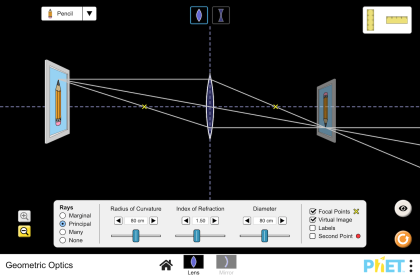 Pencil
Rays
Marginal
Principal
Many
None
Radius of Curvature
80 cm
Index of Refraction
1.50
Diameter
80 cm
Focal Points
Virtual Image
Labels
Second Point
Geometric Optics
Lens
Mirror
PhET